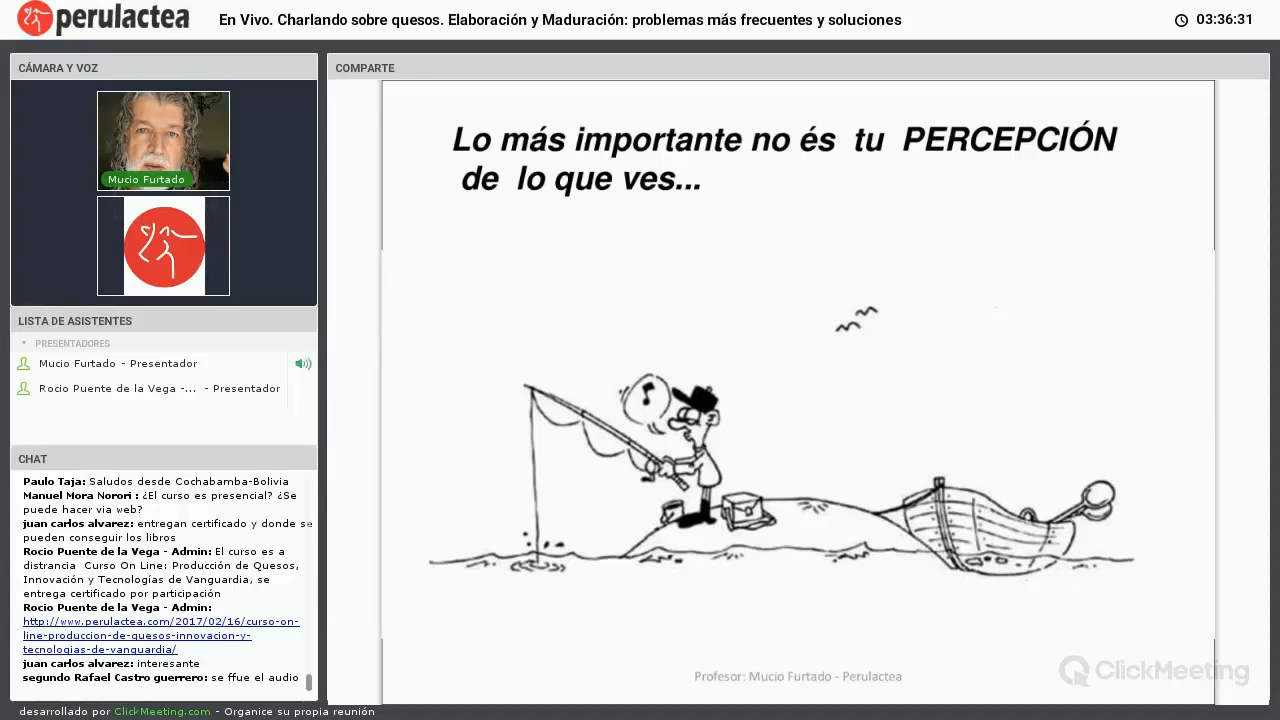 perulactea
En Vivo. Charlando sobre quesos. Elaboración y Maduración: problemas más frecuentes y soluciones
03:36:31
CÁMARA Y VOZ
Mucio Furtado
LISTA DE ASISTENTES
PRESENTADORES
Mucio Furtado - Presentador
Rocio Puente de la Vega -... - Presentador
CHAT
Paulo Taja: Saludos desde Cochabamba-Bolivia
Manuel Mora Norori : ¿El curso es presencial? ¿Se
puede hacer via web?
juan carlos alvarez: entregan certificado y donde se
pueden conseguir los libros
Rocio Puente de la Vega - Admin: El curso es a
distrancia Curso On Line: Producción de Quesos,
Innovación y Tecnologías de Vanguardia, se
entrega certificado por participación
Rocio Puente de la Vega - Admin:
http://www.perulactea.com/2017/02/16/curso-on-
line-produccion-de-quesos-innovacion-y-
tecnologias-de-vanguardia/
juan carlos alvarez: interesante
segundo Rafael Castro guerrero: se ffue el audio
desarrollado por ClickMeeting.com - Organice su propia reunión
COMPARTE
Lo más importante no és tu PERCEPCIÓN
de lo que ves...
Profesor: Mucio Furtado - Perulactea
ClickMeeting